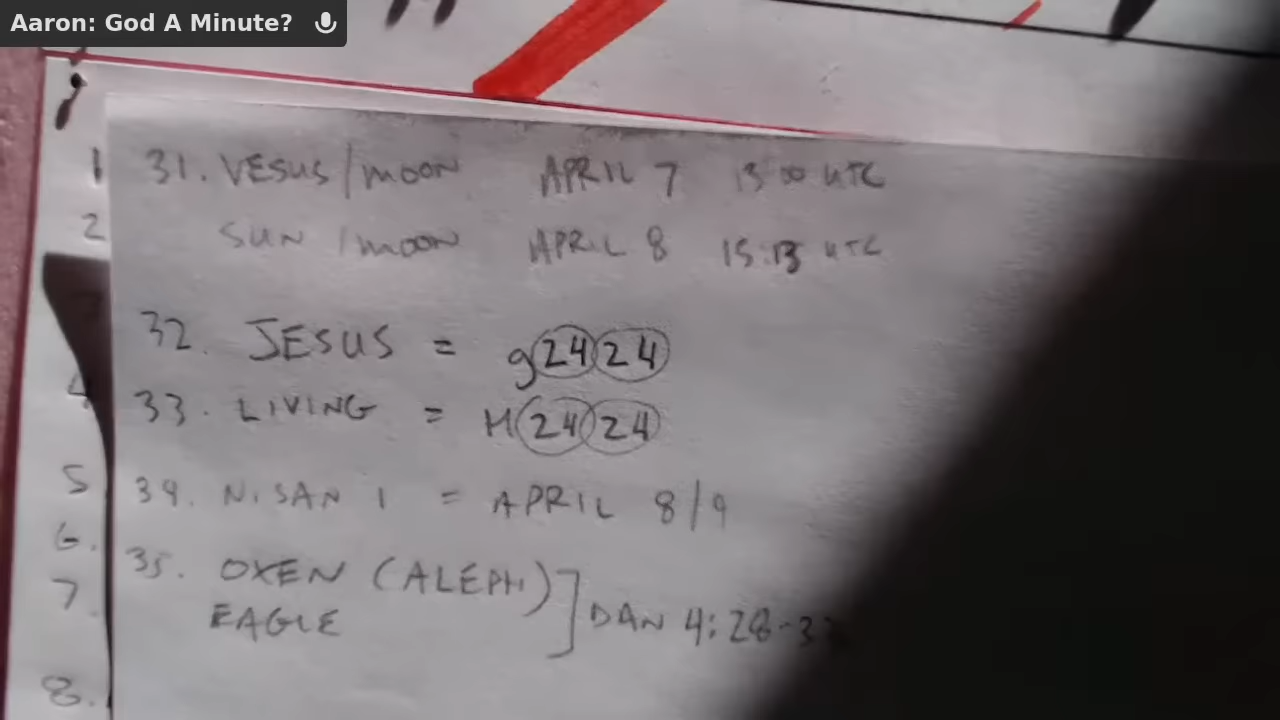 Aaron: God A Minute?
1 31. VESUS/MOON APRIL 7 13 00 UTC
2 SUN /MOON APRIL 8 15:13 UTC
32. JESUS = g2424
4 33. LIVING = H2424
5 34. NISAN 1 = APRIL 8/9
6.
7. 35. OXEN (ALEPH)
EAGLE ] DAN 4:28-
8.